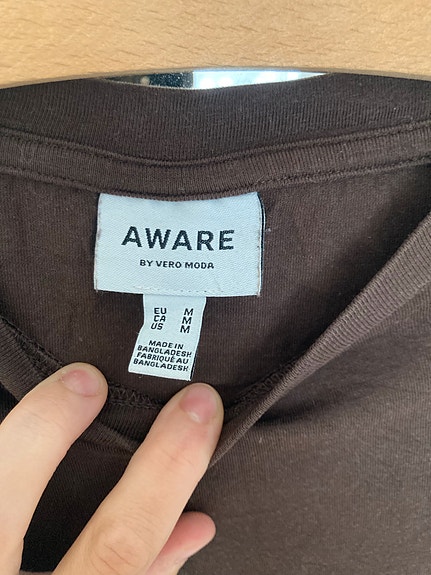 AWARE
BY VERO MODA
EU M
CA M
US M
MADE IN
BANGLADESH
FABRIQUÉ AU
BANGLADESH